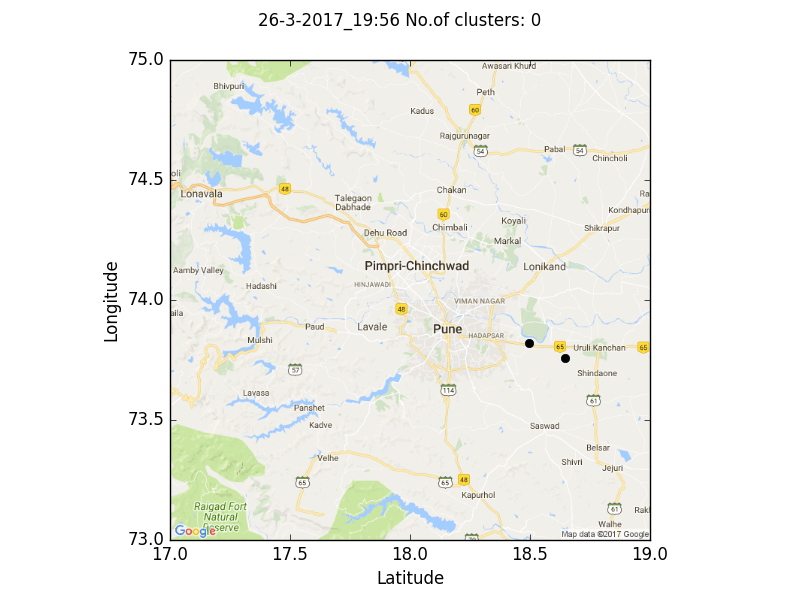 26-3-2017_19:56 No.of clusters: 0
75.0
74.5
74.0
73.5
73.0
17.0
17.5
18.0
18.5
19.0
Longitude
Latitude
Awasari Khurd
Bhivpuri
Peth
Kadus
60
Rajgurunagar
54
Pabal
54
Chincholi
oli
Lonavala
48
Chakan
Ra
Talegaon
Dabhade
60
Kondhapur
Koyali
Chimbali
Shikrapur
Dehu Road
Markal
Pimpri-Chinchwad
Lonikand
Aamby Valley
Hadashi
HINJAWADI
VIMAN NAGAR
aila
48
Paud
Lavale
Pune
HADAPSAR
Mulshi
65
Uruli Kanchan
65
57
Shindaone
Lavasa
114
61
Panshet
Kadve
Saswad
Velhe
Belsar
Shivri
Jejuri
65
65
48
Kapurhol
Raigad Fort
Natural
Reserve
61
Rakl
Walhe
Google
Map data ©2017 Google